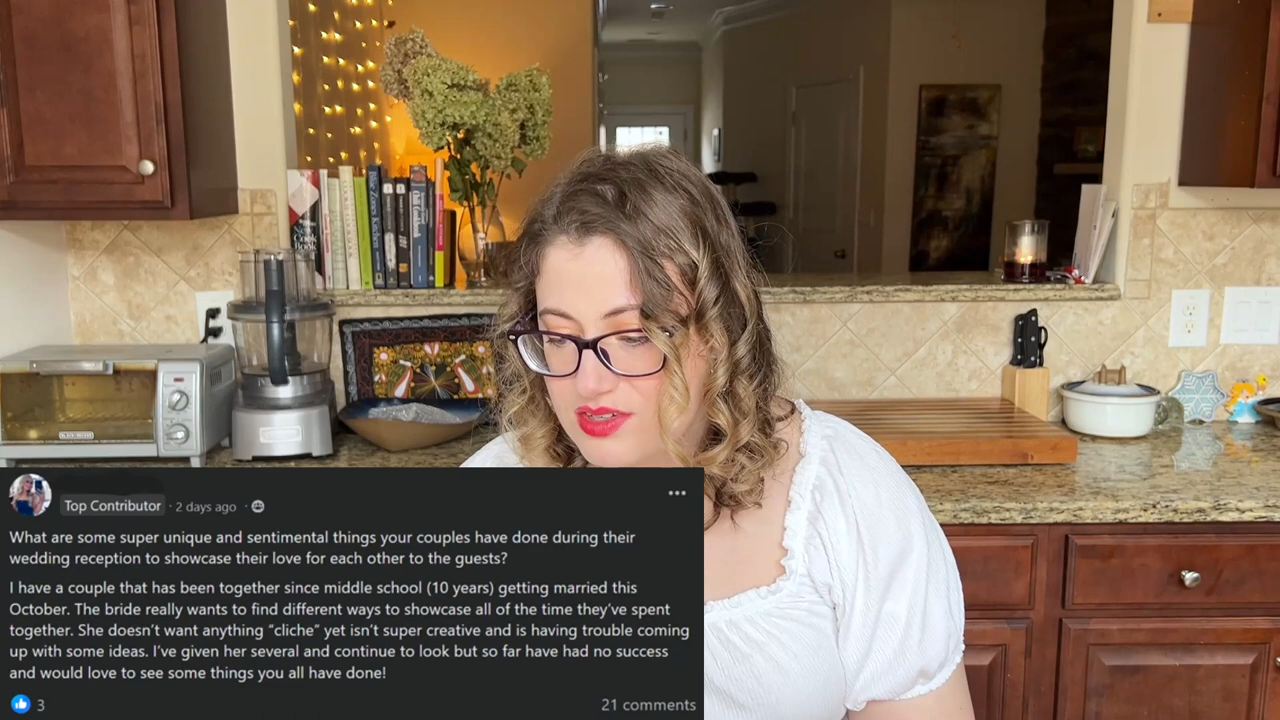 Top Contributor · 2 days ago ·
What are some super unique and sentimental things your couples have done during their
wedding reception to showcase their love for each other to the guests?
I have a couple that has been together since middle school (10 years) getting married this
October. The bride really wants to find different ways to showcase all of the time they've spent
together. She doesn't want anything “cliche” yet isn't super creative and is having trouble coming
up with some ideas. I've given her several and continue to look but so far have had no success
and would love to see some things you all have done!
3
21 comments